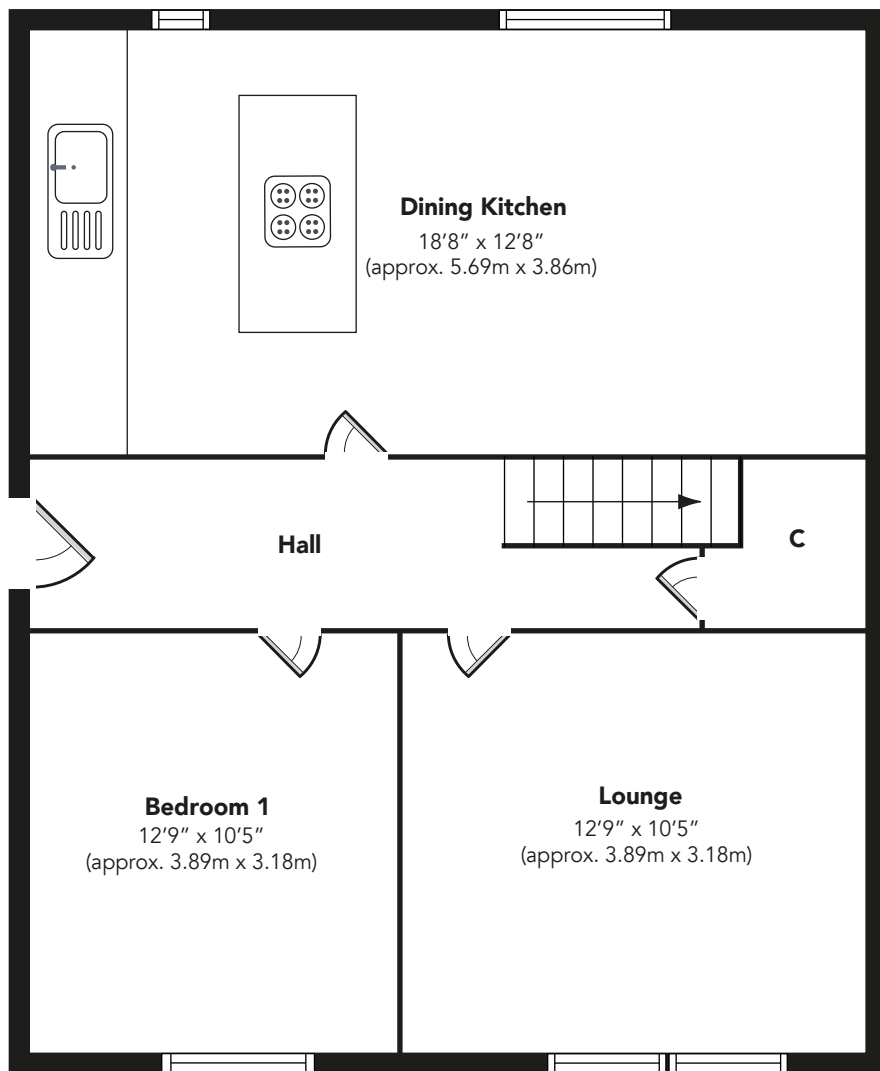 Dining Kitchen
18’8” x 12’8”
(approx. 5.69m x 3.86m)
Hall
C
Bedroom 1
12’9” x 10’5”
(approx. 3.89m x 3.18m)
Lounge
12’9” x 10’5”
(approx. 3.89m x 3.18m)